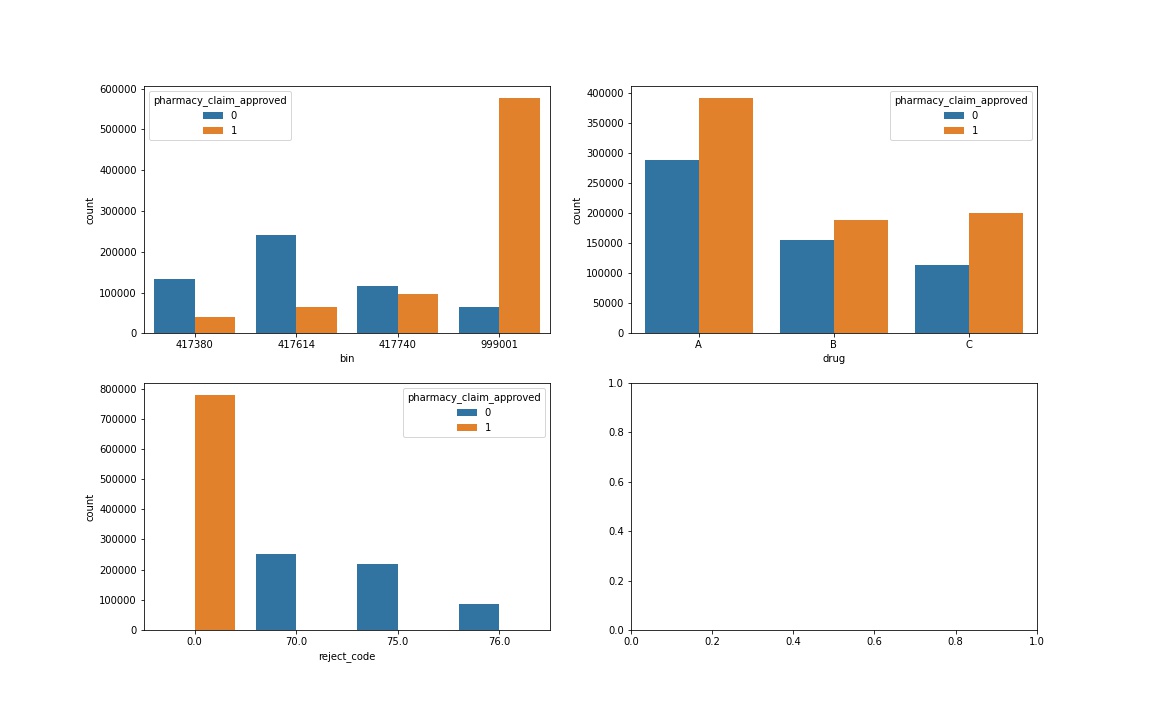 pharmacy_claim_approved
0
1
600000
500000
400000
300000
200000
100000
0
count
417380 417614 417740 999001
bin
pharmacy_claim_approved
0
1
400000
350000
300000
250000
200000
150000
100000
50000
0
count
A B C
drug
pharmacy_claim_approved
0
1
800000
700000
600000
500000
400000
300000
200000
100000
0
count
0.0 70.0 75.0 76.0
reject_code
1.0
0.8
0.6
0.4
0.2
0.0
0.0 0.2 0.4 0.6 0.8 1.0